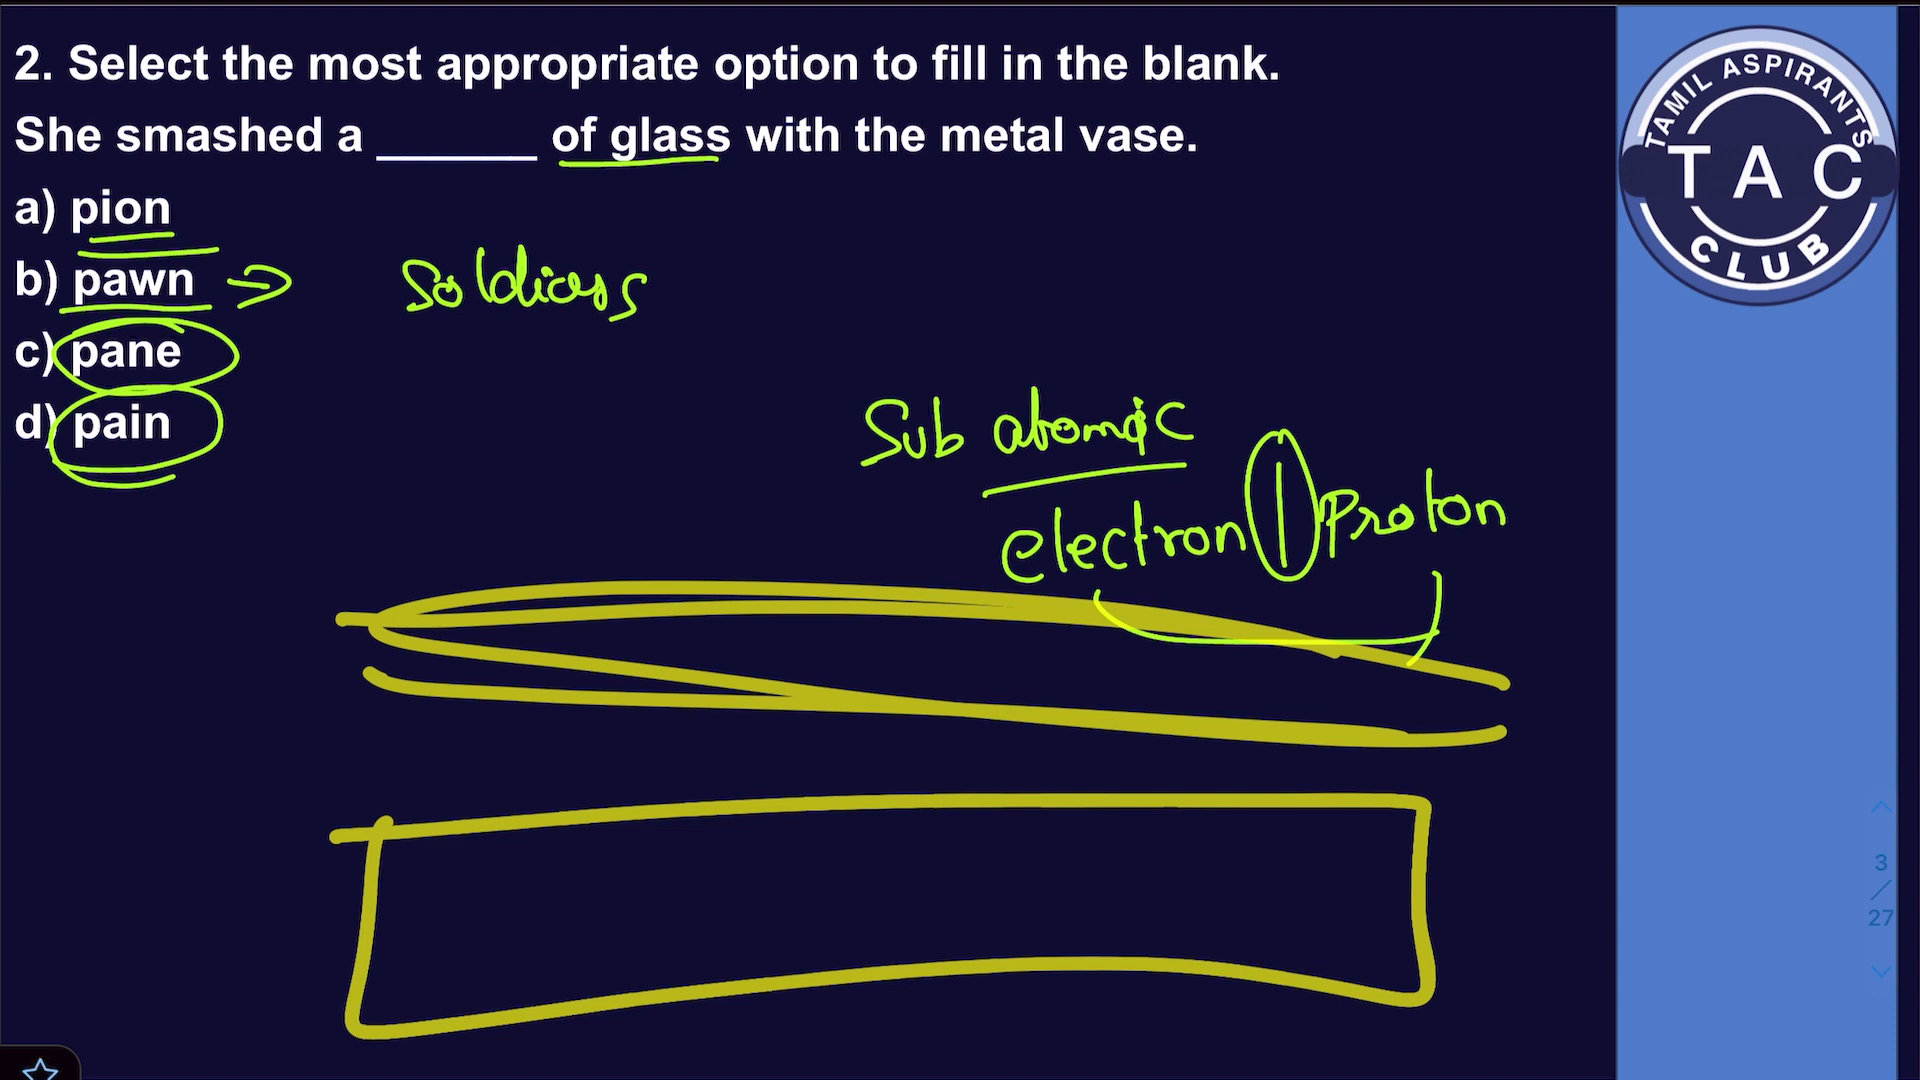 2. Select the most appropriate option to fill in the blank.
She smashed a ______ of glass with the metal vase.
a) pion
b) pawn
soldiers
c) pane
d) pain
Sub atomic
electron | proton
TAMIL ASPIRANTS
TAC
CLUB
3
/
27